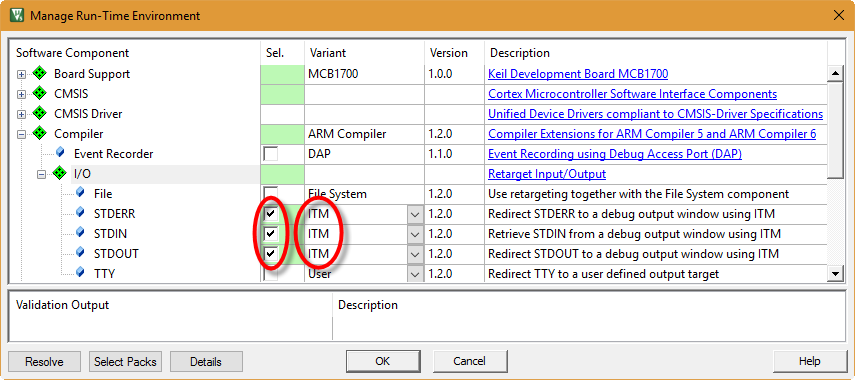 Manage Run-Time Environment
Software Component Sel. Variant Version Description
Board Support MCB1700 1.0.0 Keil Development Board MCB1700
CMSIS Cortex Microcontroller Software Interface Components
CMSIS Driver Unified Device Drivers compliant to CMSIS-Driver Specifications
Compiler ARM Compiler 1.2.0 Compiler Extensions for ARM Compiler 5 and ARM Compiler 6
Event Recorder DAP 1.1.0 Event Recording using Debug Access Port (DAP)
I/O Retarget Input/Output
File File System 1.2.0 Use retargeting together with the File System component
STDERR ITM 1.2.0 Redirect STDERR to a debug output window using ITM
STDIN ITM 1.2.0 Retrieve STDIN from a debug output window using ITM
STDOUT ITM 1.2.0 Redirect STDOUT to a debug output window using ITM
TTY User 1.2.0 Redirect TTY to a user defined output target
Validation Output Description
Resolve Select Packs Details OK Cancel Help